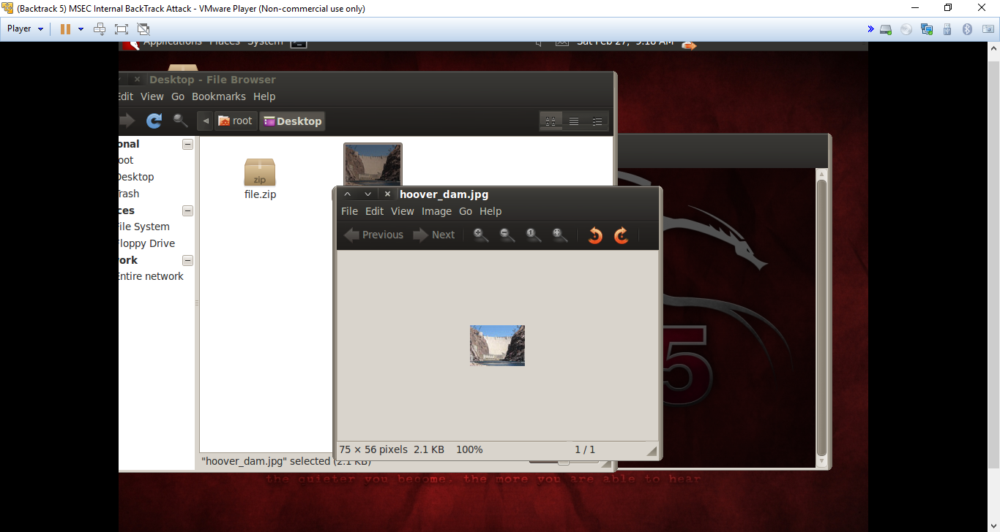 (Backtrack 5) MSEC Internal BackTrack Attack - VMware Player (Non-commercial use only)
Player
Applications Places System
Sat Feb 27, 9:18 AM
Desktop - File Browser
Edit View Go Bookmarks Help
root
Desktop
onal
oot
Desktop
Trash
ces
File System
Floppy Drive
ork
Entire network
zip
file.zip
hoover_dam.jpg
File Edit View Image Go Help
Previous
Next
75 × 56 pixels 2.1 KB 100%
1 / 1
"hoover_dam.jpg" selected (2.1 KB)
5
the quieter you become, the more you are able to hear